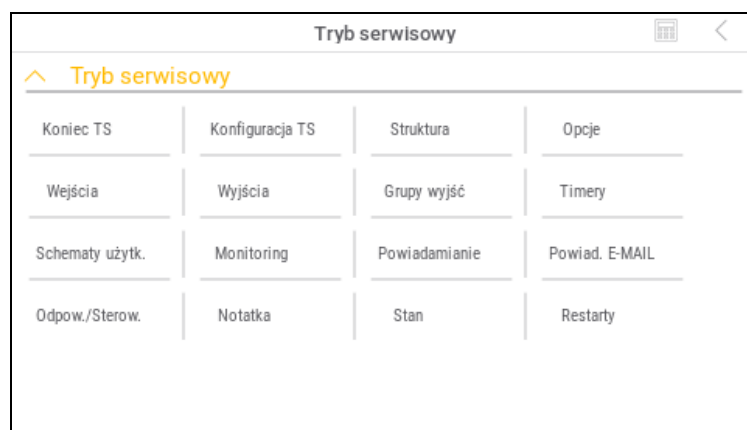 Tryb serwisowy
Tryb serwisowy
Koniec TS Konfiguracja TS Struktura Opcje
Wejścia Wyjścia Grupy wyjść Timery
Schematy użytk. Monitoring Powiadamianie Powiad. E-MAIL
Odpow./Sterow. Notatka Stan Restarty